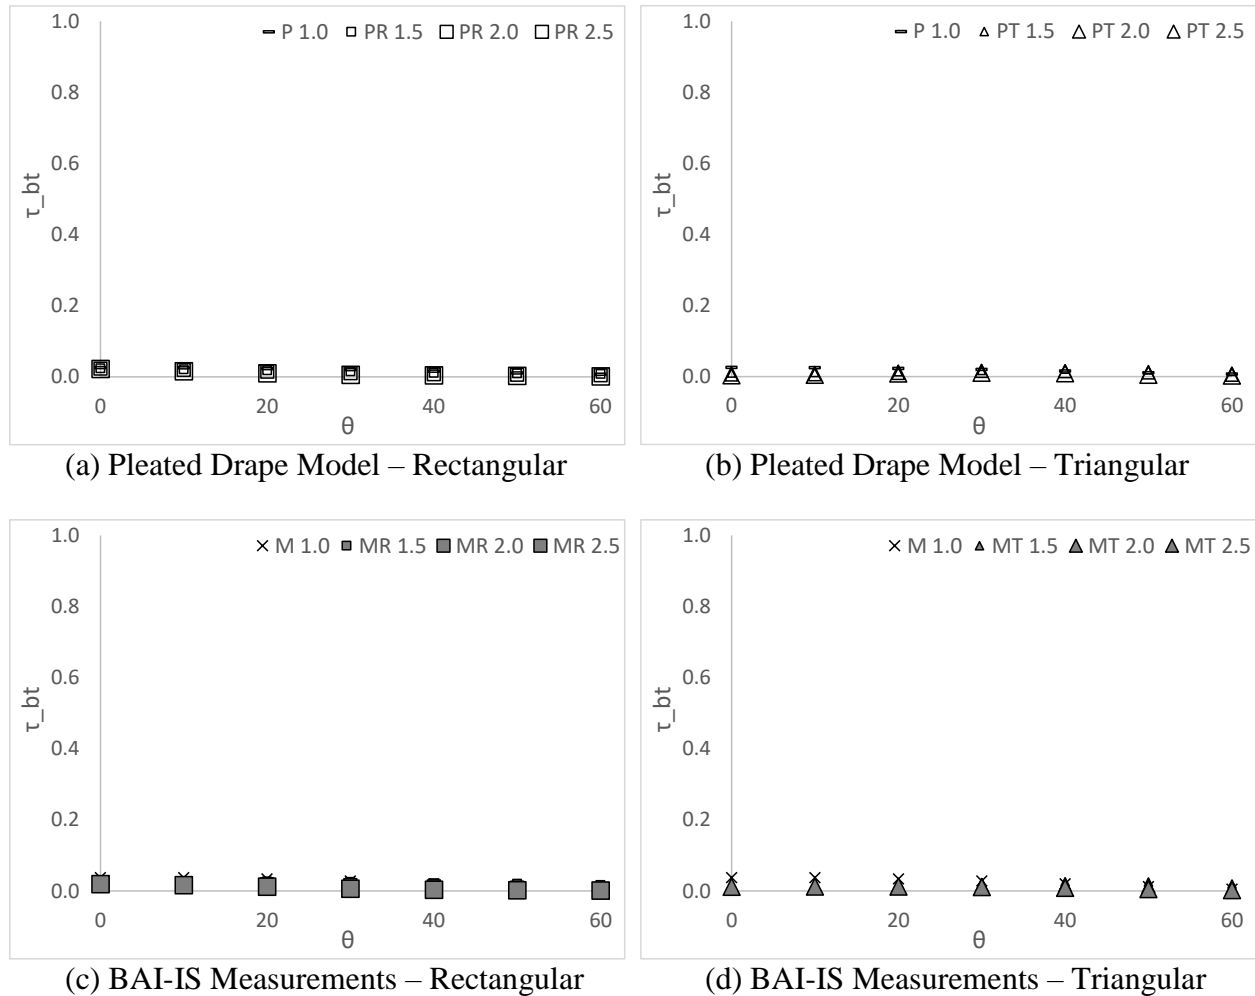 P 1.0 PR 1.5 PR 2.0 PR 2.5
1.0
0.8
0.6
0.4
0.2
0.0
τ_bt
0 20 40 60
θ
(a) Pleated Drape Model – Rectangular
P 1.0 PT 1.5 PT 2.0 PT 2.5
1.0
0.8
0.6
0.4
0.2
0.0
τ_bt
0 20 40 60
θ
(b) Pleated Drape Model – Triangular
M 1.0 MR 1.5 MR 2.0 MR 2.5
1.0
0.8
0.6
0.4
0.2
0.0
τ_bt
0 20 40 60
θ
(c) BAI-IS Measurements – Rectangular
M 1.0 MT 1.5 MT 2.0 MT 2.5
1.0
0.8
0.6
0.4
0.2
0.0
τ_bt
0 20 40 60
θ
(d) BAI-IS Measurements – Triangular